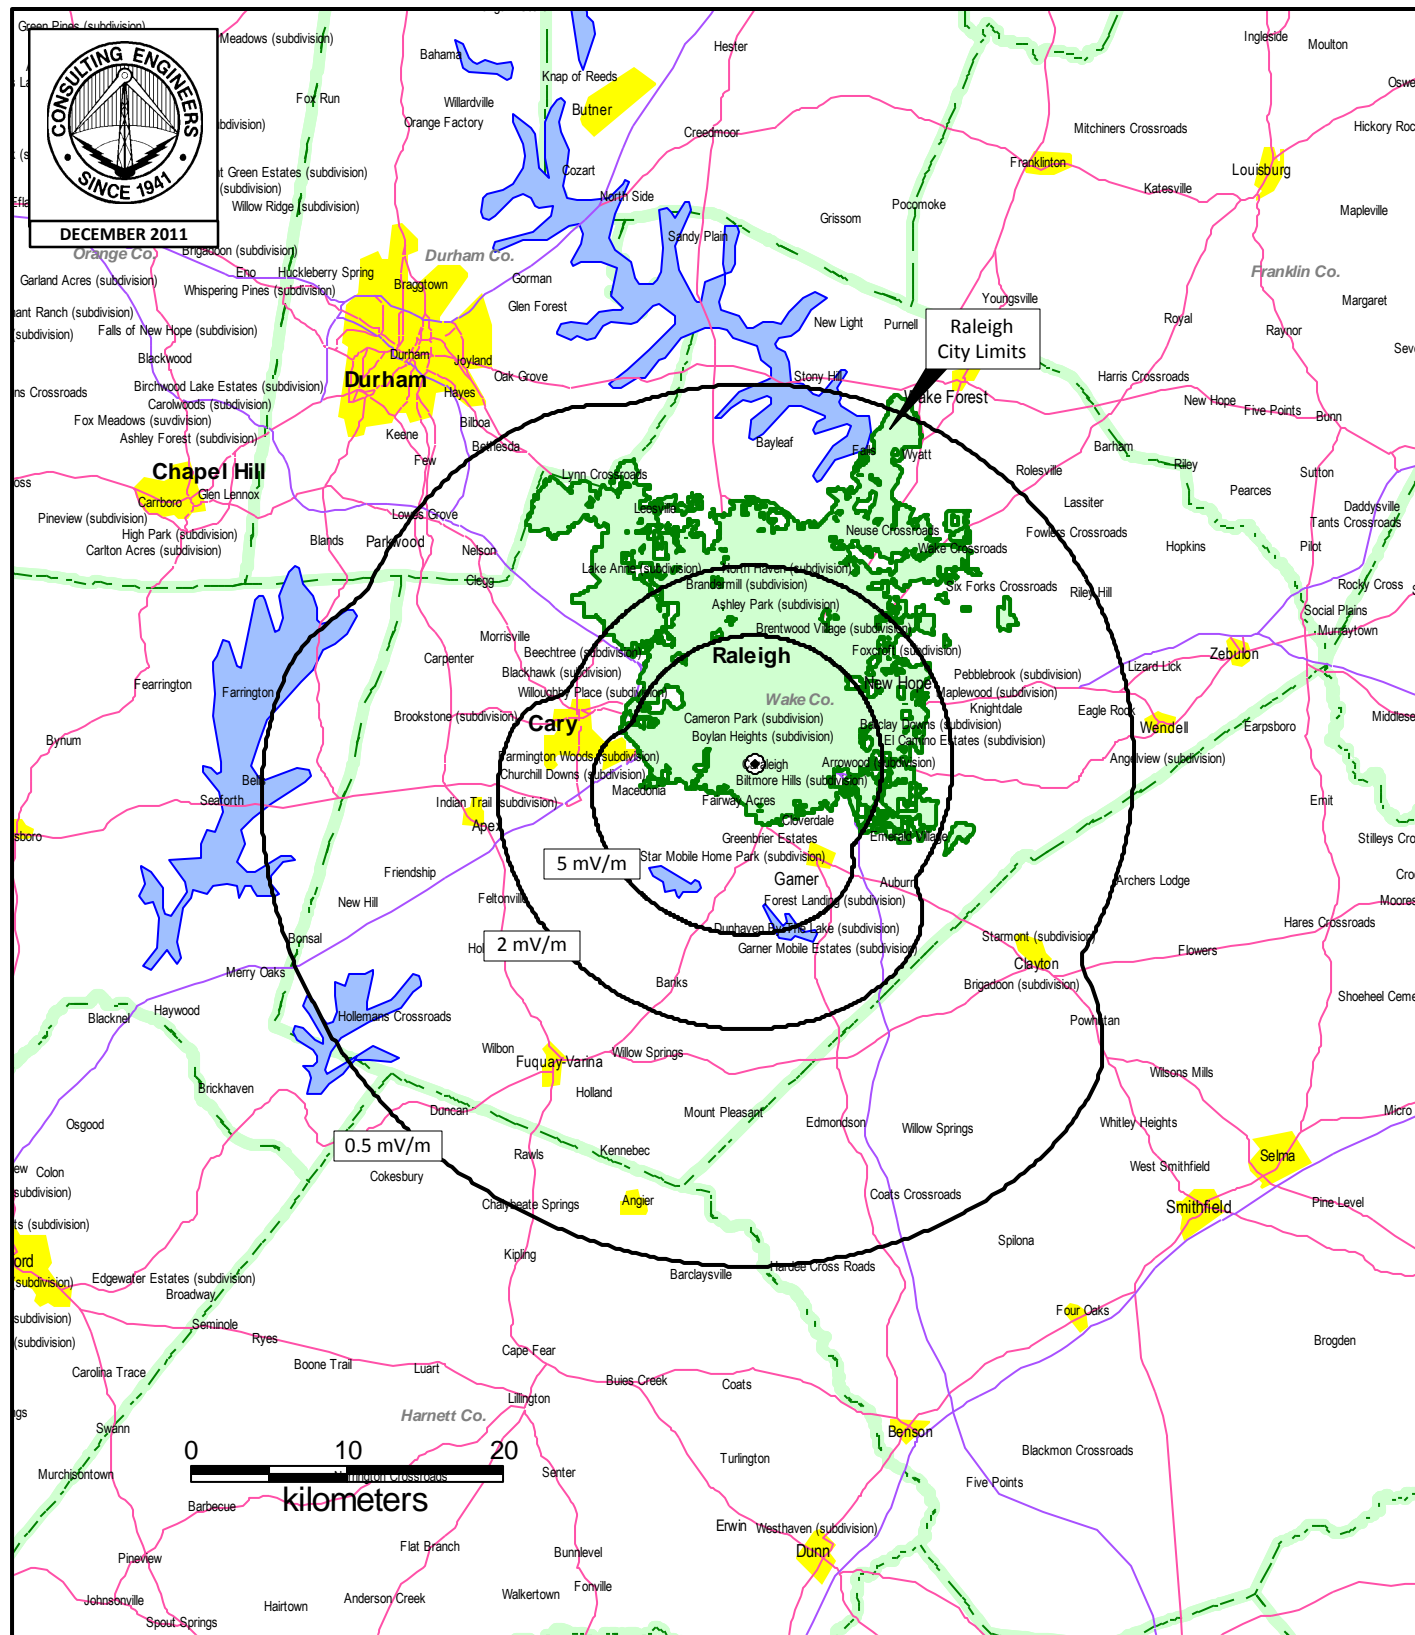 Green Pines (subdivision)
Meadows (subdivision)
Hester
Ingleside
Moulton
Bahama
Knap of Reeds
CONSULTING ENGINEERS
SINCE 1941
DECEMBER 2011
Fox Run
Willardville
Butner
Orange Factory
Creedmoor
Mitchiners Crossroads
Franklinton
Louisburg
Cozart
Green Estates (subdivision)
(subdivision)
Willow Ridge (subdivision)
North Side
Katesville
Pocomoke
Grissom
Mapleville
Sandy Plain
Orange Co.
Brigadoon (subdivision)
Durham Co.
Franklin Co.
Garland Acres (subdivision)
Eno
Huckleberry Spring
Whispering Pines (subdivision)
Braggtown
Gorman
Glen Forest
Youngsville
Margaret
Falls of New Hope (subdivision)
New Light
Purnell
Raleigh
City Limits
Royal
Raynor
Blackwood
Durham
Joyland
Durham
Oak Grove
Stony Hill
Harris Crossroads
Birchwood Lake Estates (subdivision)
Hayes
Wake Forest
New Hope
Five Points
Bunn
Carolwoods (subdivision)
Fox Meadows (suvdivision)
Ashley Forest (subdivision)
Keene
Bilboa
Bethesda
Bayleaf
Falls
Wyatt
Barham
Few
Rolesville
Riley
Sutton
Chapel Hill
Carrboro
Glen Lennox
Lynn Crossroads
Pearces
Leesville
Lassiter
Daddysville
Tants Crossroads
Pineview (subdivision)
High Park (subdivision)
Carlton Acres (subdivision)
Lowes Grove
Blands
Parkwood
Nelson
Neuse Crossroads
Wake Crossroads
Fowlers Crossroads
Hopkins
Pilot
Clegg
Lake Anne (subdivision)
North Haven (subdivision)
Brandermill (subdivision)
Six Forks Crossroads
Riley Hill
Rocky Cross
Ashley Park (subdivision)
Social Plains
Murraytown
Morrisville
Brentwood Village (subdivision)
Carpenter
Beechtree (subdivision)
Raleigh
Foxcroft (subdivision)
Zebulon
Lizard Lick
Blackhawk (subdivision)
Pebblebrook (subdivision)
Fearrington
Farrington
Willoughby Place (subdivision)
Wake Co.
New Hope
Maplewood (subdivision)
Knightdale
Eagle Rock
Brookstone (subdivision)
Cary
Cameron Park (subdivision)
Barclay Downs (subdivision)
Wendell
Earpsboro
Bynum
Boylan Heights (subdivision)
El Camino Estates (subdivision)
Farmington Woods (subdivision)
Caraleigh
Arrowood (subdivision)
Angelview (subdivision)
Bells
Churchill Downs (subdivision)
Biltmore Hills (subdivision)
Macedonia
Seaforth
Indian Trail (subdivision)
Fairway Acres
Emit
Apex
Cloverdale
Greenbrier Estates
Emerald Village
5 mV/m
Star Mobile Home Park (subdivision)
Friendship
Garner
Auburn
Archers Lodge
New Hill
Feltonville
Forest Landing (subdivision)
Hares Crossroads
Dunhaven By The Lake (subdivision)
Bonsal
2 mV/m
Garner Mobile Estates (subdivision)
Starmont (subdivision)
Flowers
Merry Oaks
Clayton
Banks
Brigadoon (subdivision)
Haywood
Blacknel
Hollemans Crossroads
Powhatan
Wilbon
Fuquay-Varina
Willow Springs
Wilsons Mills
Brickhaven
Holland
Duncan
Mount Pleasant
Edmondson
Willow Springs
Whitley Heights
Micro
Osgood
0.5 mV/m
Rawls
Kennebec
Selma
Colon
Cokesbury
West Smithfield
Chalybeate Springs
Angier
Coats Crossroads
Smithfield
Pine Level
Spilona
Kipling
Barclaysville
Hardee Cross Roads
Edgewater Estates (subdivision)
Broadway
Four Oaks
Seminole
Ryes
Brogden
Cape Fear
Boone Trail
Luart
Carolina Trace
Buies Creek
Coats
Lillington
Harnett Co.
Swann
Benson
0 10 20
kilometers
Turlington
Blackmon Crossroads
Murchisontown
Senter
Five Points
Barbecue
Erwin
Westhaven (subdivision)
Flat Branch
Bunnlevel
Dunn
Pineview
Fonville
Walkertown
Johnsonville
Hairtown
Anderson Creek
Spout Springs